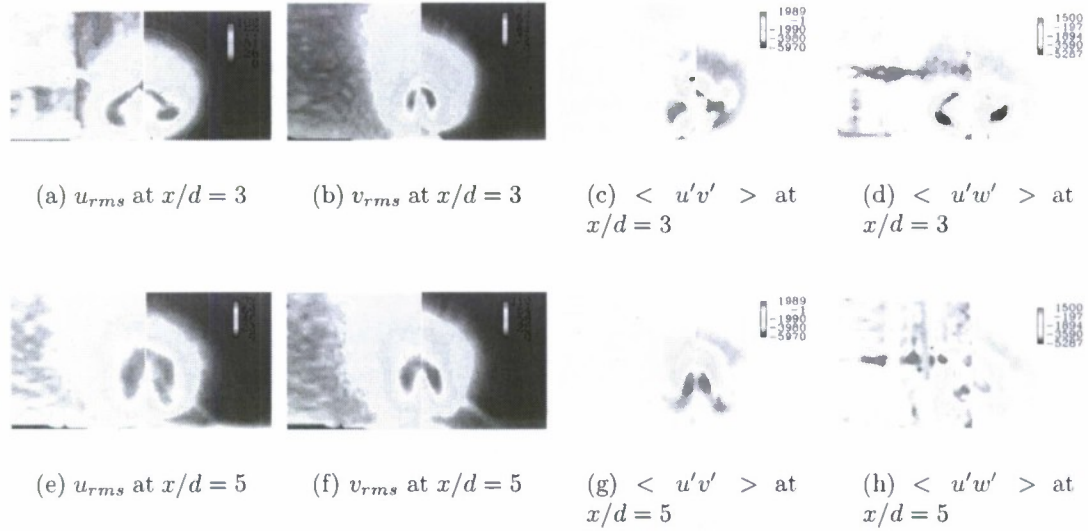 1989
-1
-1990
-3980
-5970
1500
-197
-1894
-3590
-5287
(a) u_rms at x/d = 3
(b) v_rms at x/d = 3
(c) < u′v′ > at
x/d = 3
(d) < u′w′ > at
x/d = 3
1989
-1
-1990
-3980
-5970
1500
-197
-1894
-3590
-5287
(e) u_rms at x/d = 5
(f) v_rms at x/d = 5
(g) < u′v′ > at
x/d = 5
(h) < u′w′ > at
x/d = 5